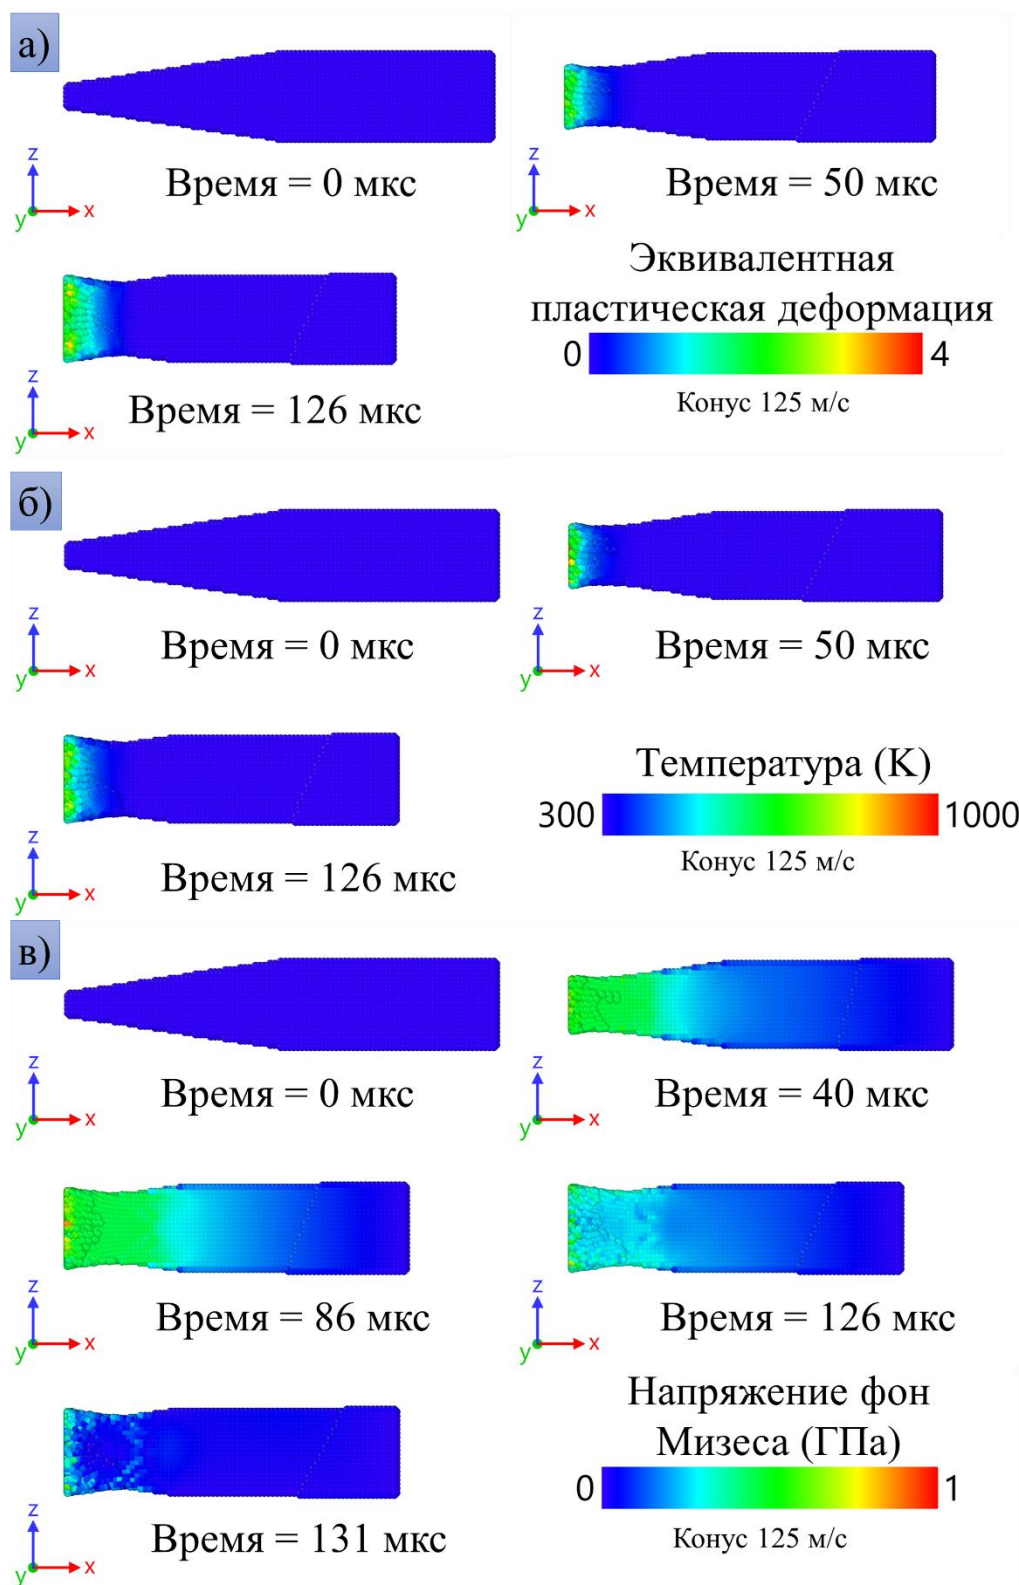 а)
z
y
x
Время = 0 мкс
z
y
x
Время = 50 мкс
z
y
x
Время = 126 мкс
Эквивалентная
пластическая деформация
0 4
Конус 125 м/с
б)
z
y
x
Время = 0 мкс
z
y
x
Время = 50 мкс
z
y
x
Время = 126 мкс
Температура (К)
300 1000
Конус 125 м/с
в)
z
y
x
Время = 0 мкс
z
y
x
Время = 40 мкс
z
y
x
Время = 86 мкс
z
y
x
Время = 126 мкс
z
y
x
Время = 131 мкс
Напряжение фон
Мизеса (ГПа)
0 1
Конус 125 м/с